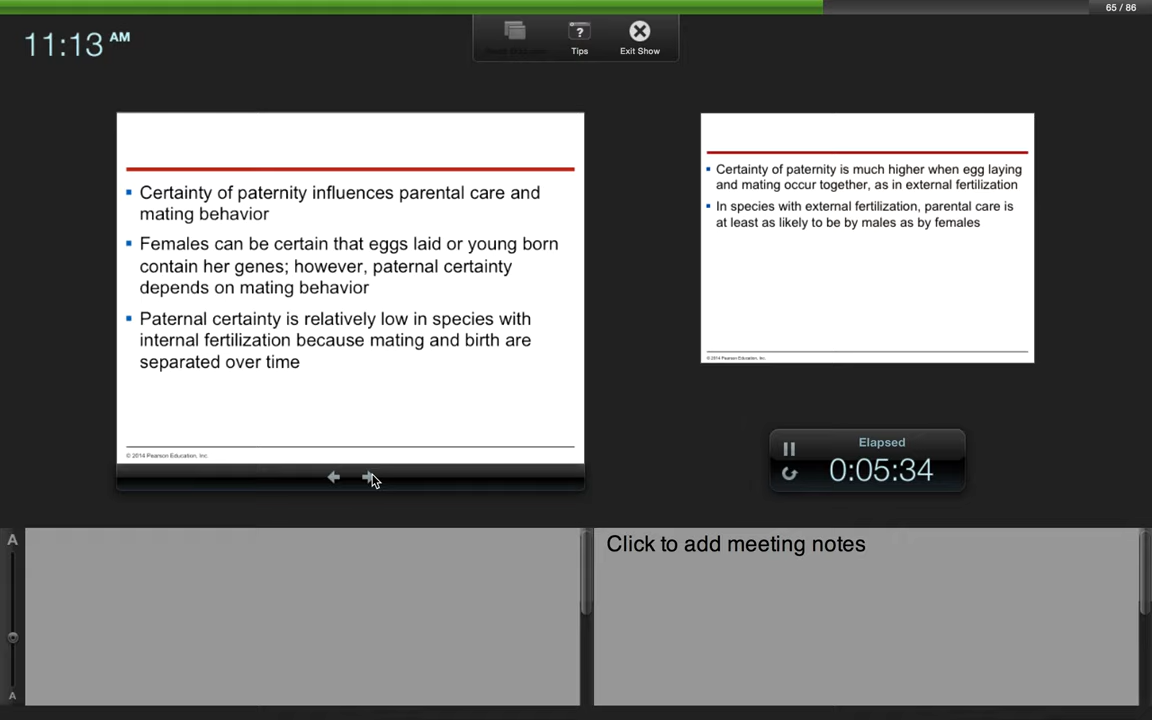 65 / 86
11:13 AM
?
Tips
Exit Show
▪ Certainty of paternity influences parental care and
mating behavior
▪ Females can be certain that eggs laid or young born
contain her genes; however, paternal certainty
depends on mating behavior
▪ Paternal certainty is relatively low in species with
internal fertilization because mating and birth are
separated over time
© 2014 Pearson Education, Inc.
▪ Certainty of paternity is much higher when egg laying
and mating occur together, as in external fertilization
▪ In species with external fertilization, parental care is
at least as likely to be by males as by females
© 2014 Pearson Education, Inc.
Elapsed
0:05:34
A
A
Click to add meeting notes